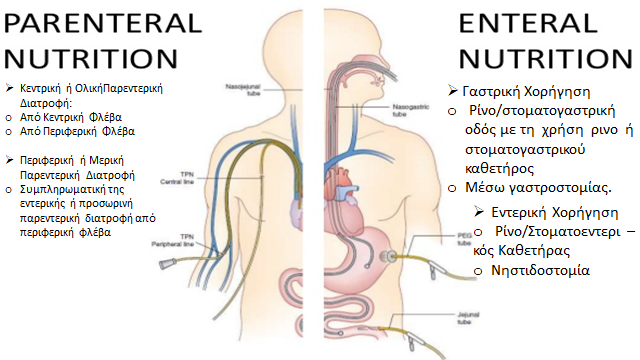 PARENTERAL
NUTRITION
➢ Κεντρική ή ΟλικήΠαρεντερική
Διατροφή:
o Από Κεντρική Φλέβα
o Από Περιφερική Φλέβα
➢ Περιφερική ή Μερική
Παρεντερική Διατροφή
o Συμπληρωματική της
εντερικής ή προσωρινή
παρεντερική διατροφή από
περιφερική φλέβα
Nasojejunal
tube
Nasogastric
tube
TPN
Central line
TPN
Peripheral line
PEG
tube
Jejunal
tube
ENTERAL
NUTRITION
➢ Γαστρική Χορήγηση
o Ρίνο/στοματογαστρική
οδός με τη χρήση ρινο ή
στοματογαστρικού
καθετήρος
o Μέσω γαστροστομίας.
➢ Εντερική Χορήγηση
o Ρίνο/Στοματοεντερι –
κός Καθετήρας
o Νηστιδοστομία